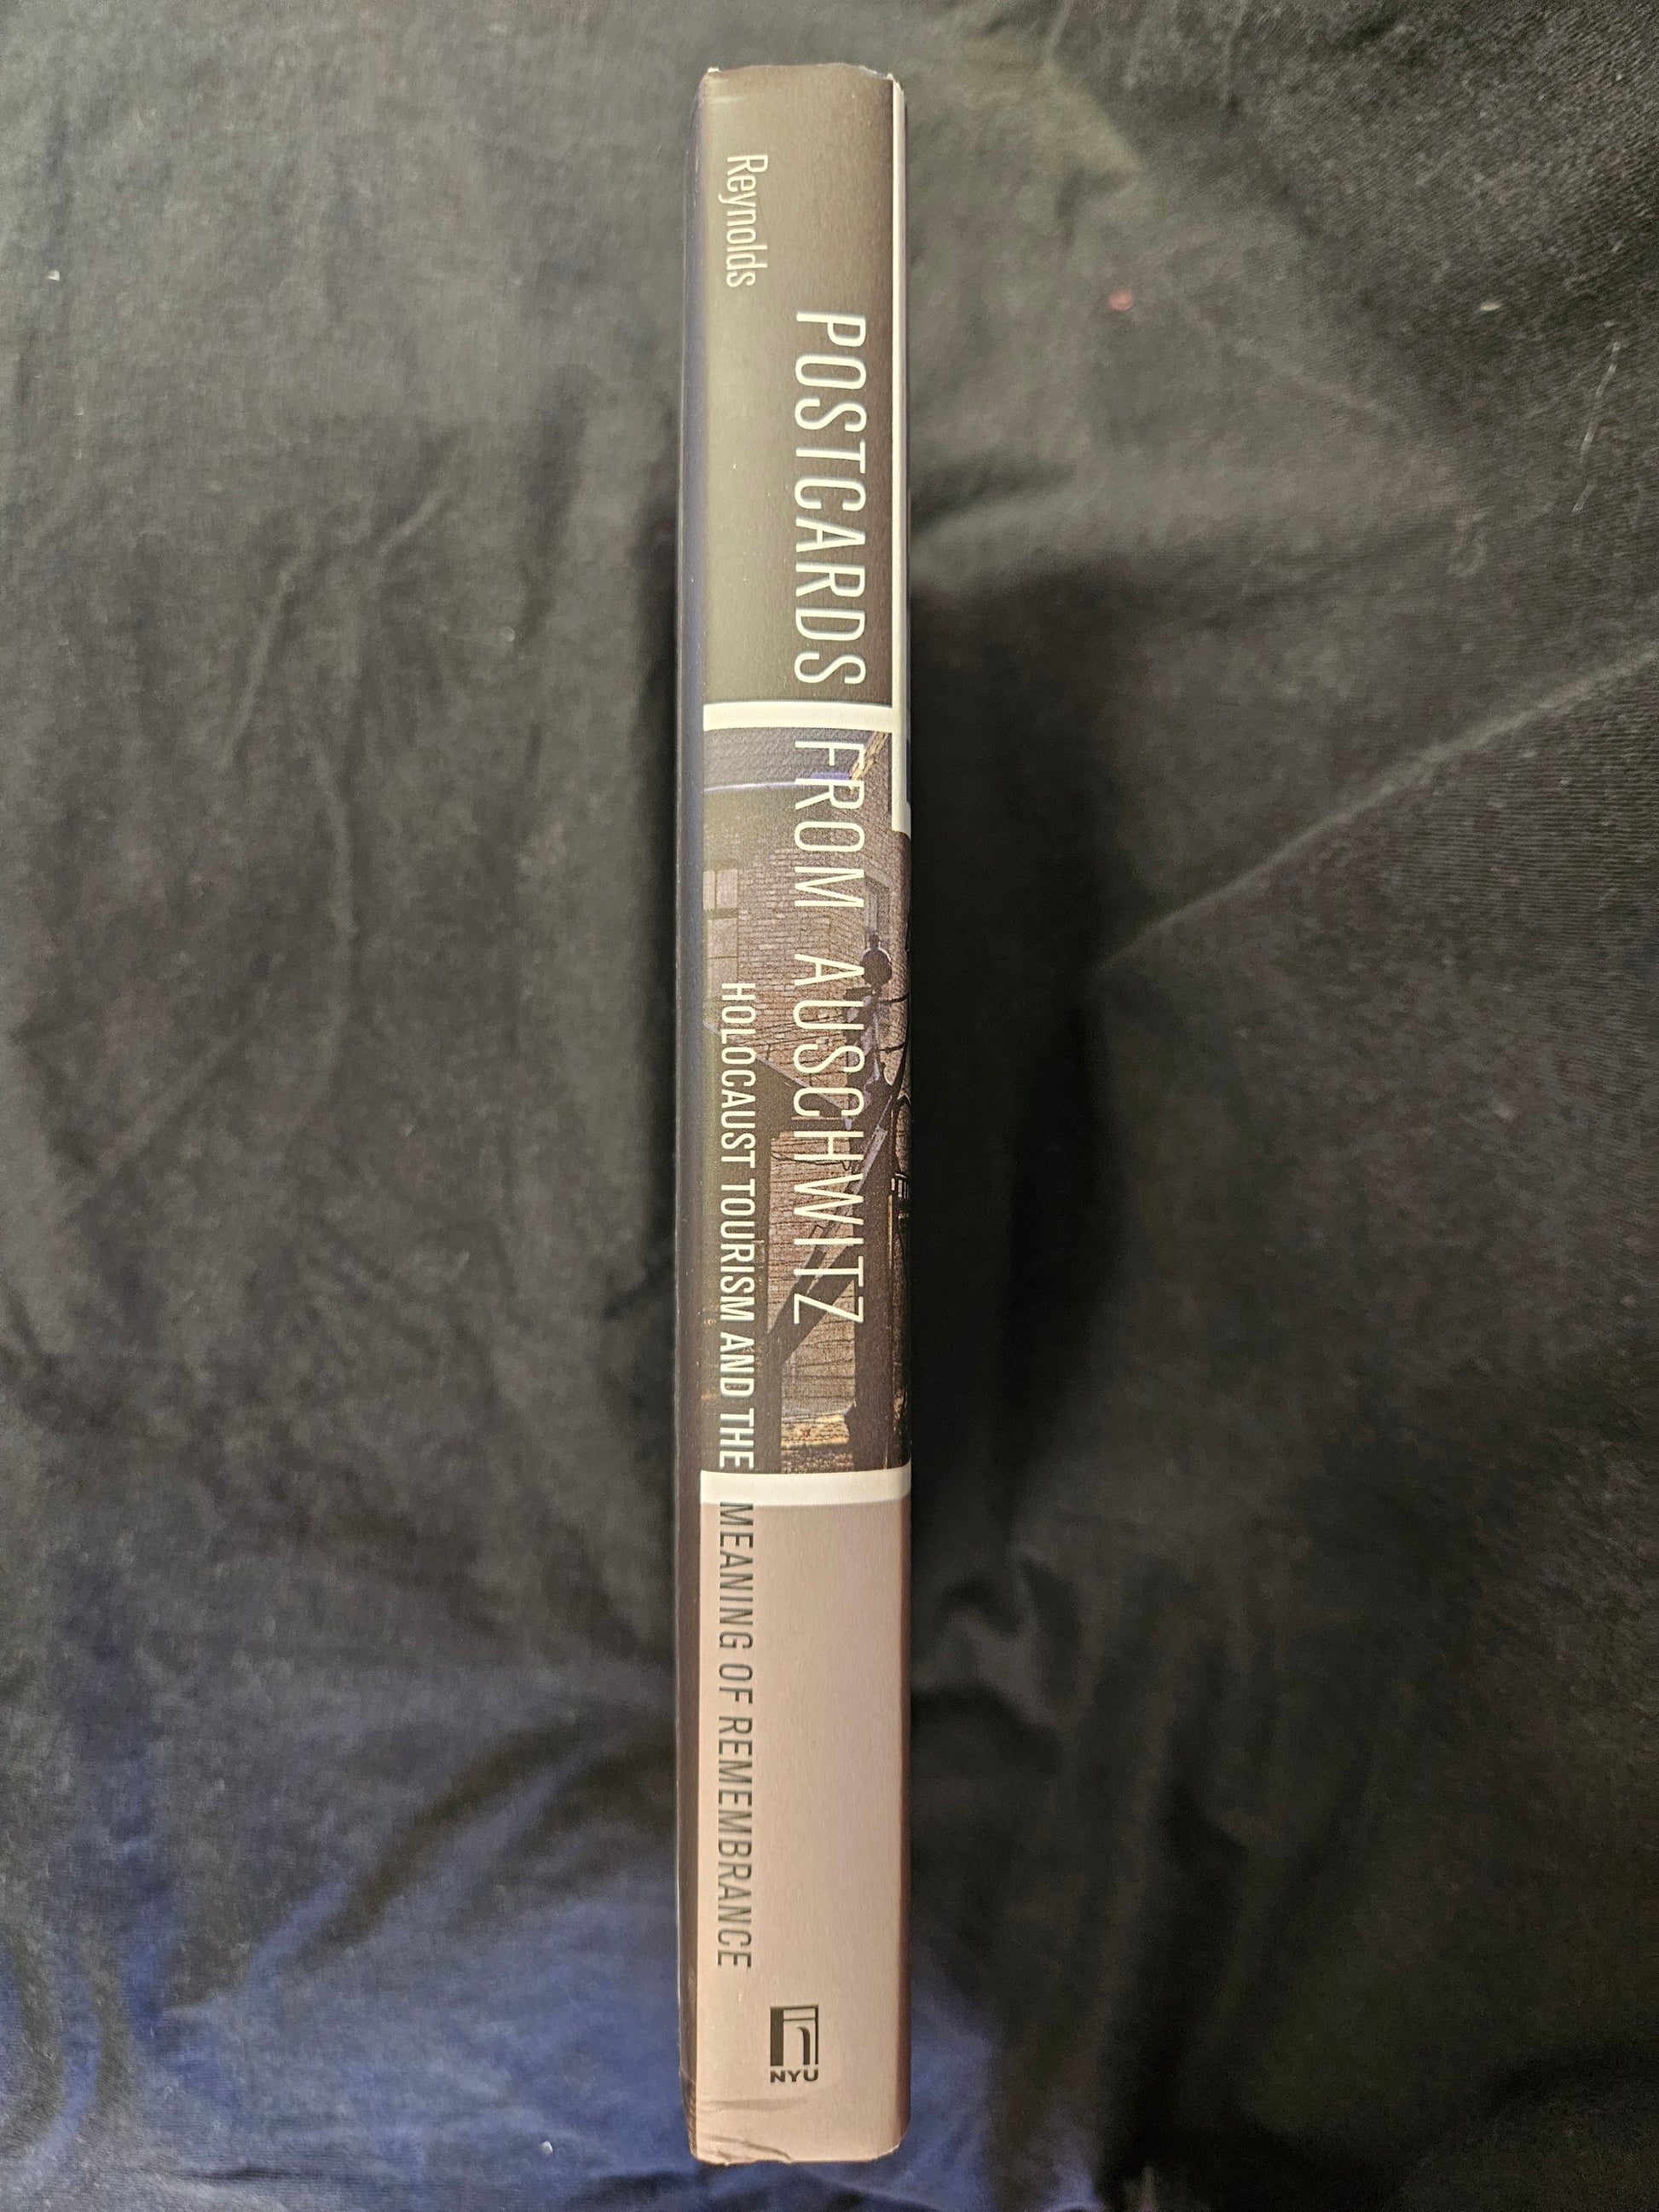 Reynolds
POSTCARDS FROM AUSCHWITZ
HOLOCAUST TOURISM AND THE MEANING OF REMEMBRANCE
NYU